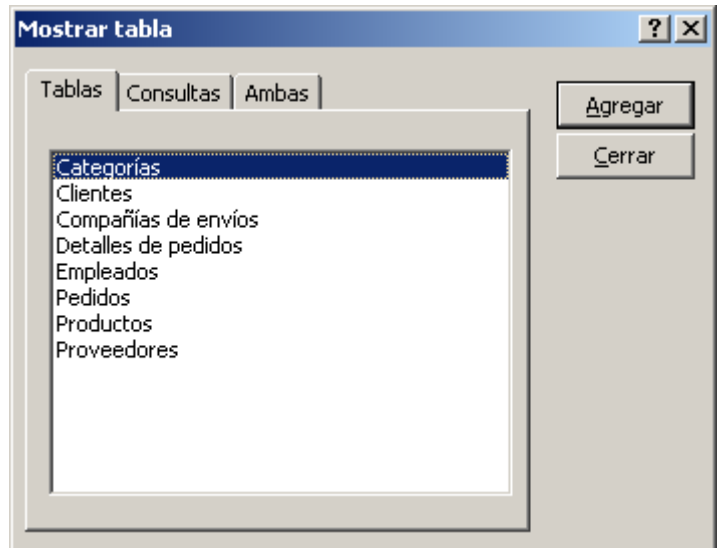 Mostrar tabla
Tablas Consultas Ambas
Agregar
Cerrar
Categorías
Clientes
Compañías de envíos
Detalles de pedidos
Empleados
Pedidos
Productos
Proveedores